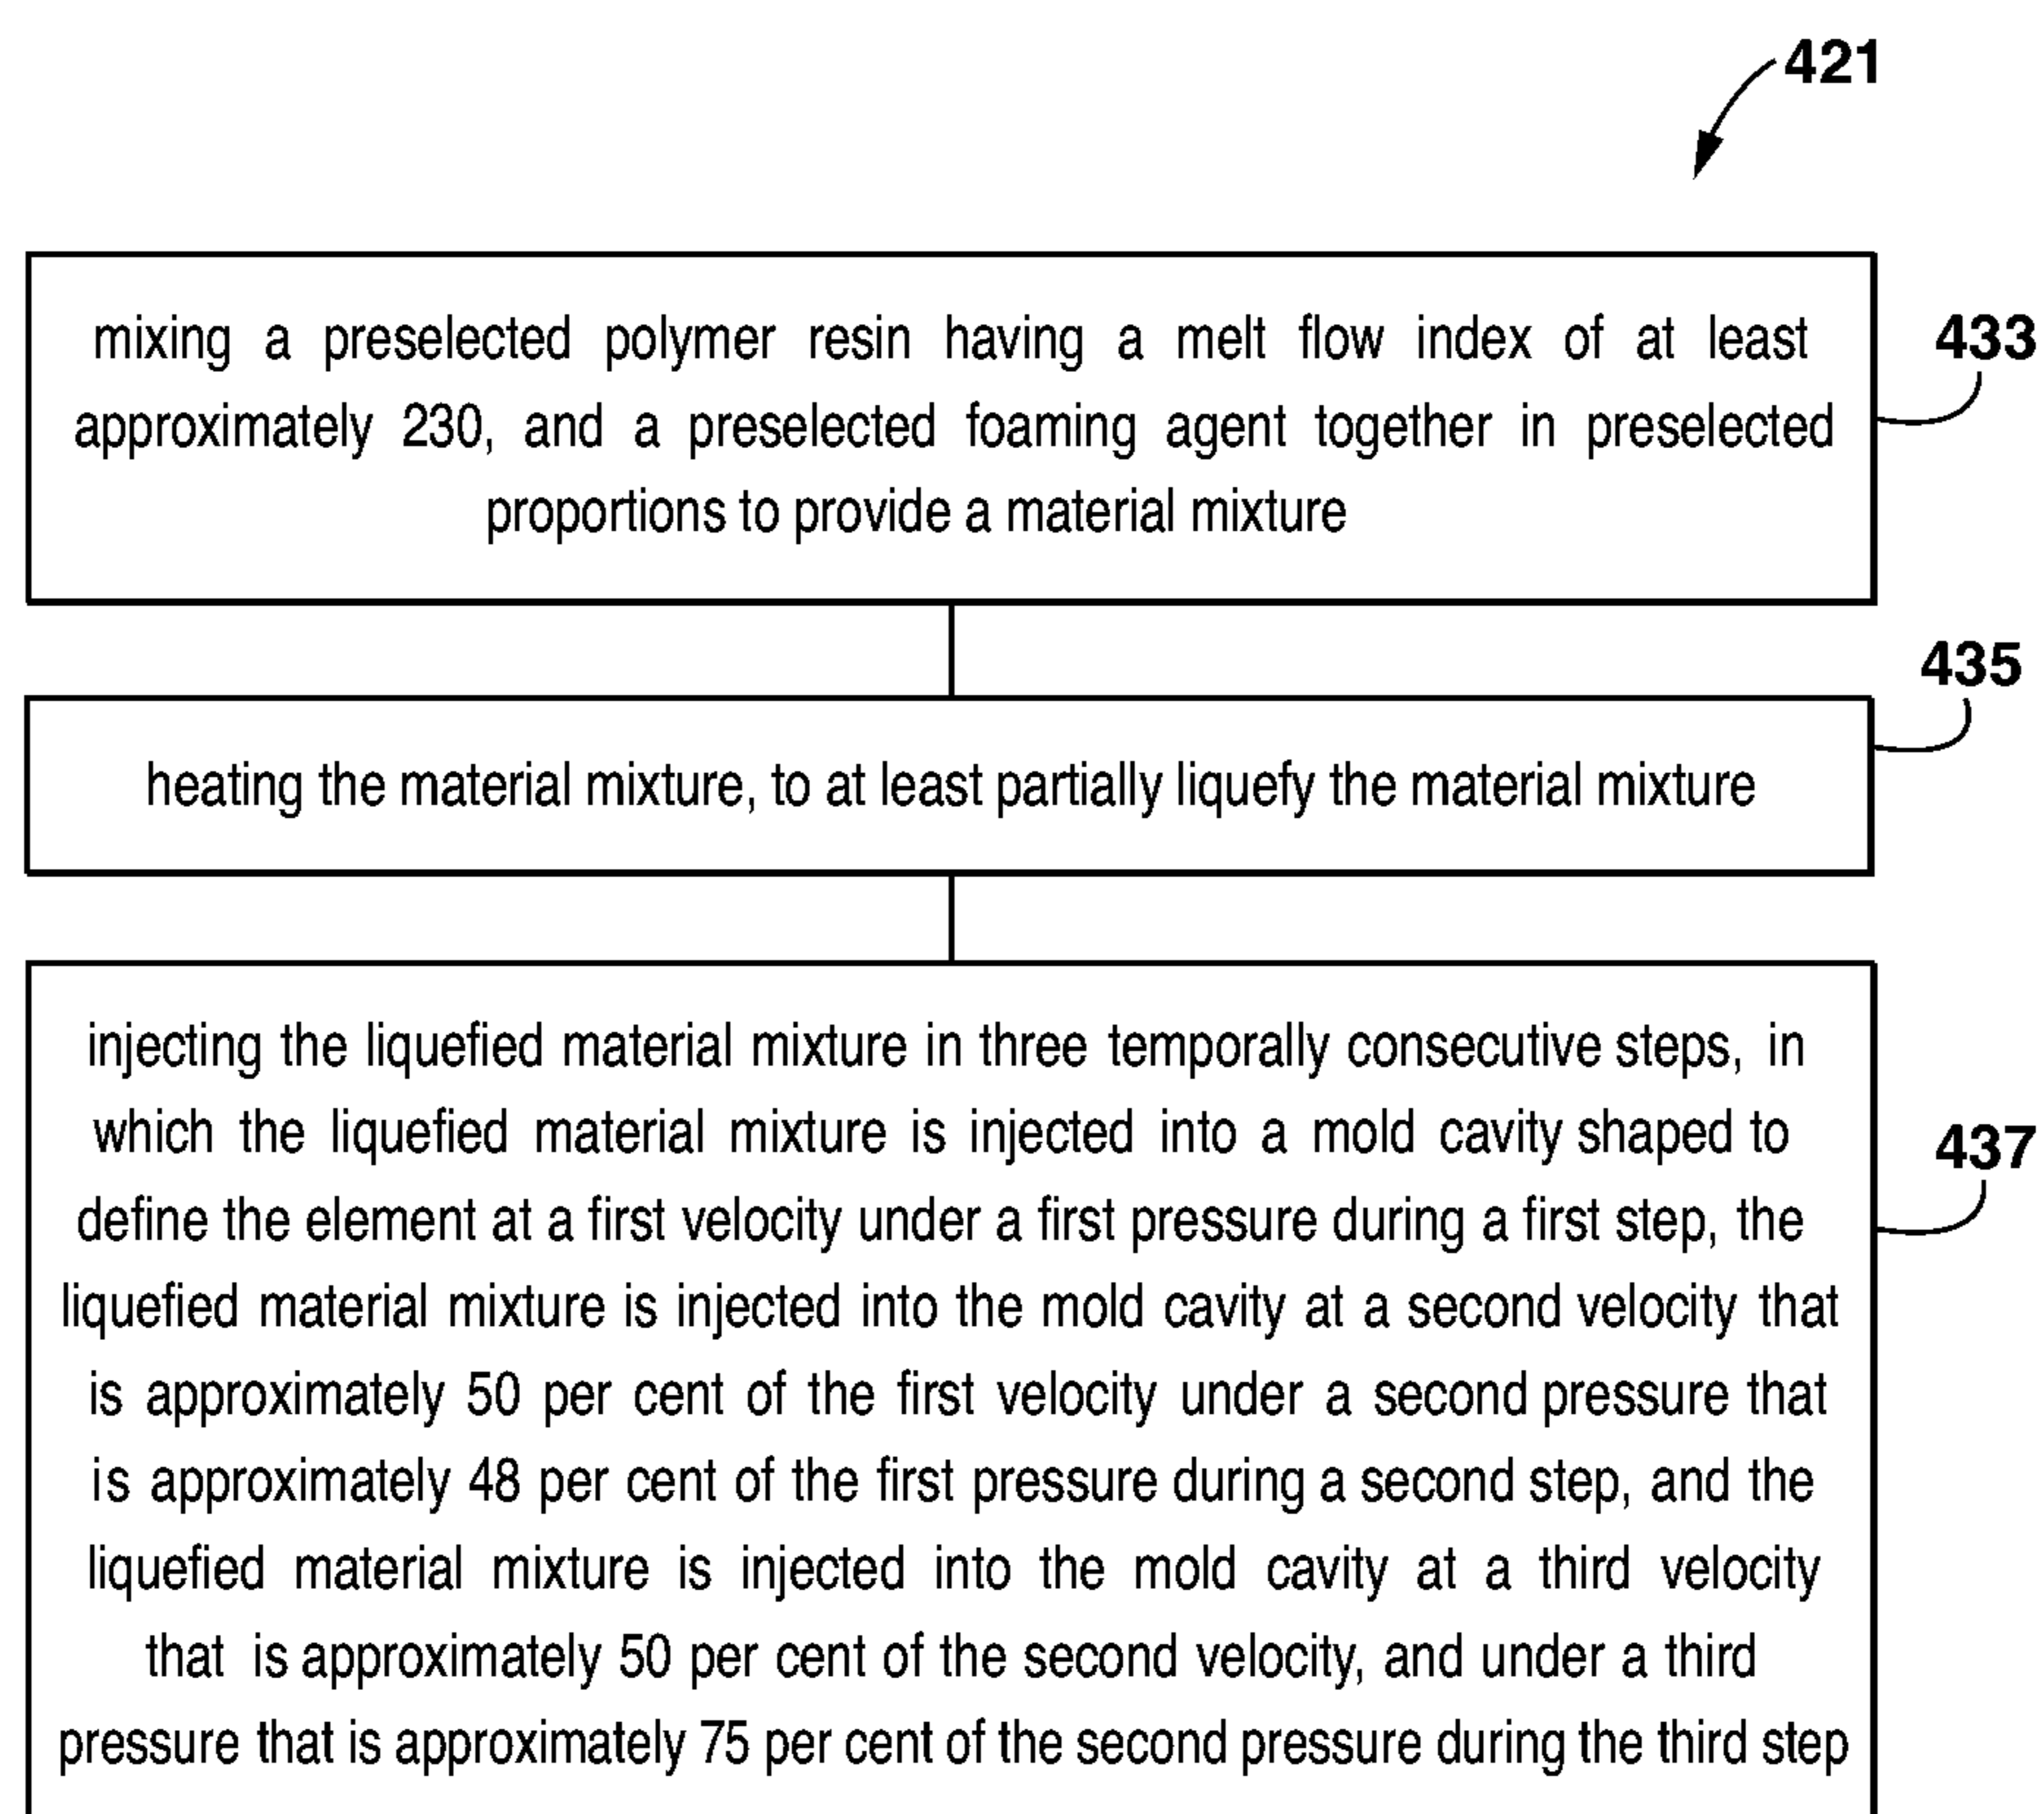 421
mixing a preselected polymer resin having a melt flow index of at least
433
approximately 230, and a preselected foaming agent together in preselected
proportions to provide a material mixture
435
heating the material mixture, to at least partially liquefy the material mixture
injecting the liquefied material mixture in three temporally consecutive steps, in
which the liquefied material mixture is injected into a mold cavity shaped to
437
define the element at a first velocity under a first pressure during a first step, the
liquefied material mixture is injected into the mold cavity at a second velocity that
is approximately 50 per cent of the first velocity under a second pressure that
is approximately 48 per cent of the first pressure during a second step, and the
liquefied material mixture is injected into the mold cavity at a third velocity
that is approximately 50 per cent of the second velocity, and under a third
pressure that is approximately 75 per cent of the second pressure during the third step